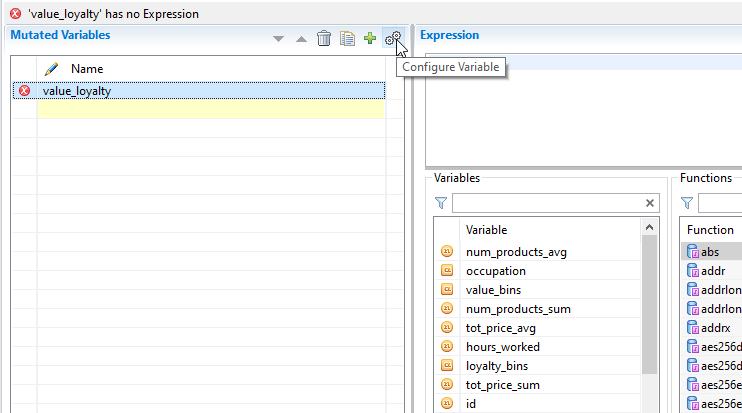 'value_loyalty' has no Expression
Mutated Variables
Name
value_loyalty
Configure Variable
Expression
Variables
Variable
num_products_avg
occupation
value_bins
num_products_sum
tot_price_avg
hours_worked
loyalty_bins
tot_price_sum
id
Functions
Function
abs
addr
addrlon
addrlon
addrx
aes256d
aes256d
aes256e
aes256e